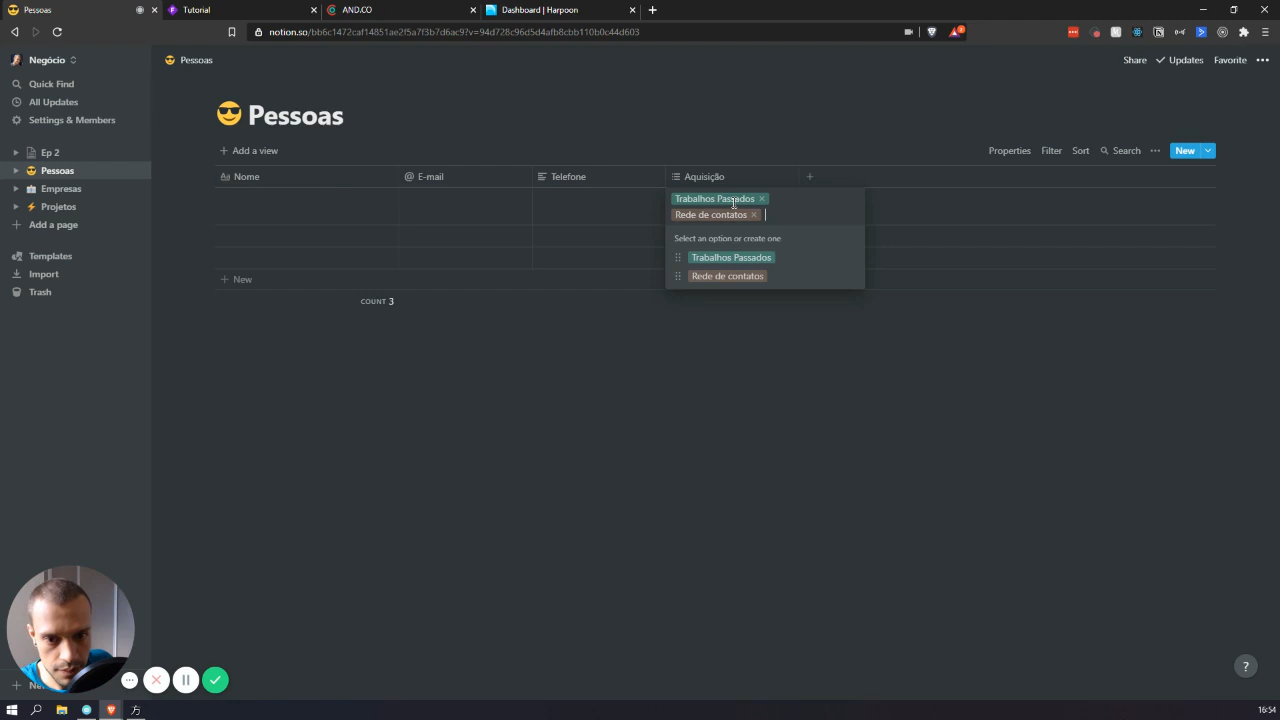 Pessoas
Tutorial
AND.CO
Dashboard | Harpoon
notion.so/bb6c1472caf14851ae2f5a7f3b7d6ac9?v=94d728c96d5d4afb8cbb110b0c44d603
Negócio
Pessoas
Share
Updates
Favorite
Quick Find
All Updates
Settings & Members
Ep 2
Pessoas
Empresas
Projetos
Add a page
Templates
Import
Trash
Pessoas
Add a view
Properties
Filter
Sort
Search
New
Nome
@ E-mail
Telefone
Aquisição
Trabalhos Passados
Rede de contatos
Select an option or create one
Trabalhos Passados
Rede de contatos
+ New
COUNT 3
?
16:54